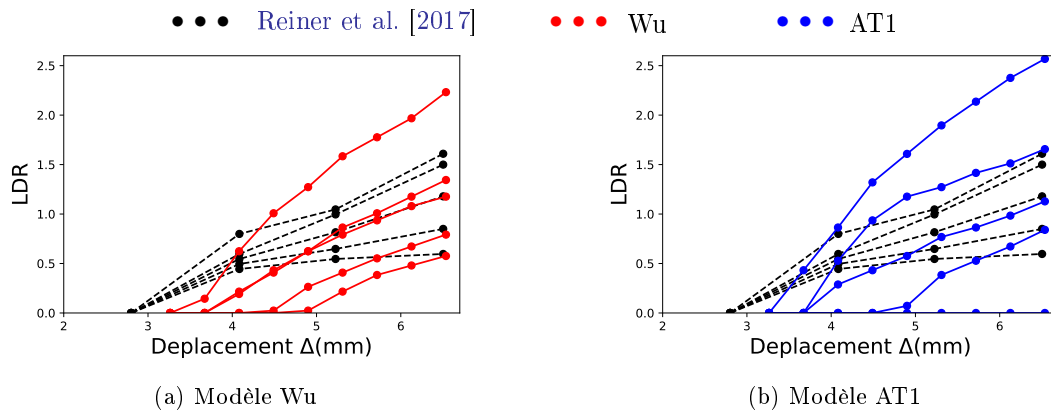 Reiner et al. [2017] Wu AT1
2.5
2.0
1.5
1.0
0.5
0.0
LDR
2 3 4 5 6
Deplacement Δ(mm)
(a) Modèle Wu
2.5
2.0
1.5
1.0
0.5
0.0
LDR
2 3 4 5 6
Deplacement Δ(mm)
(b) Modèle AT1